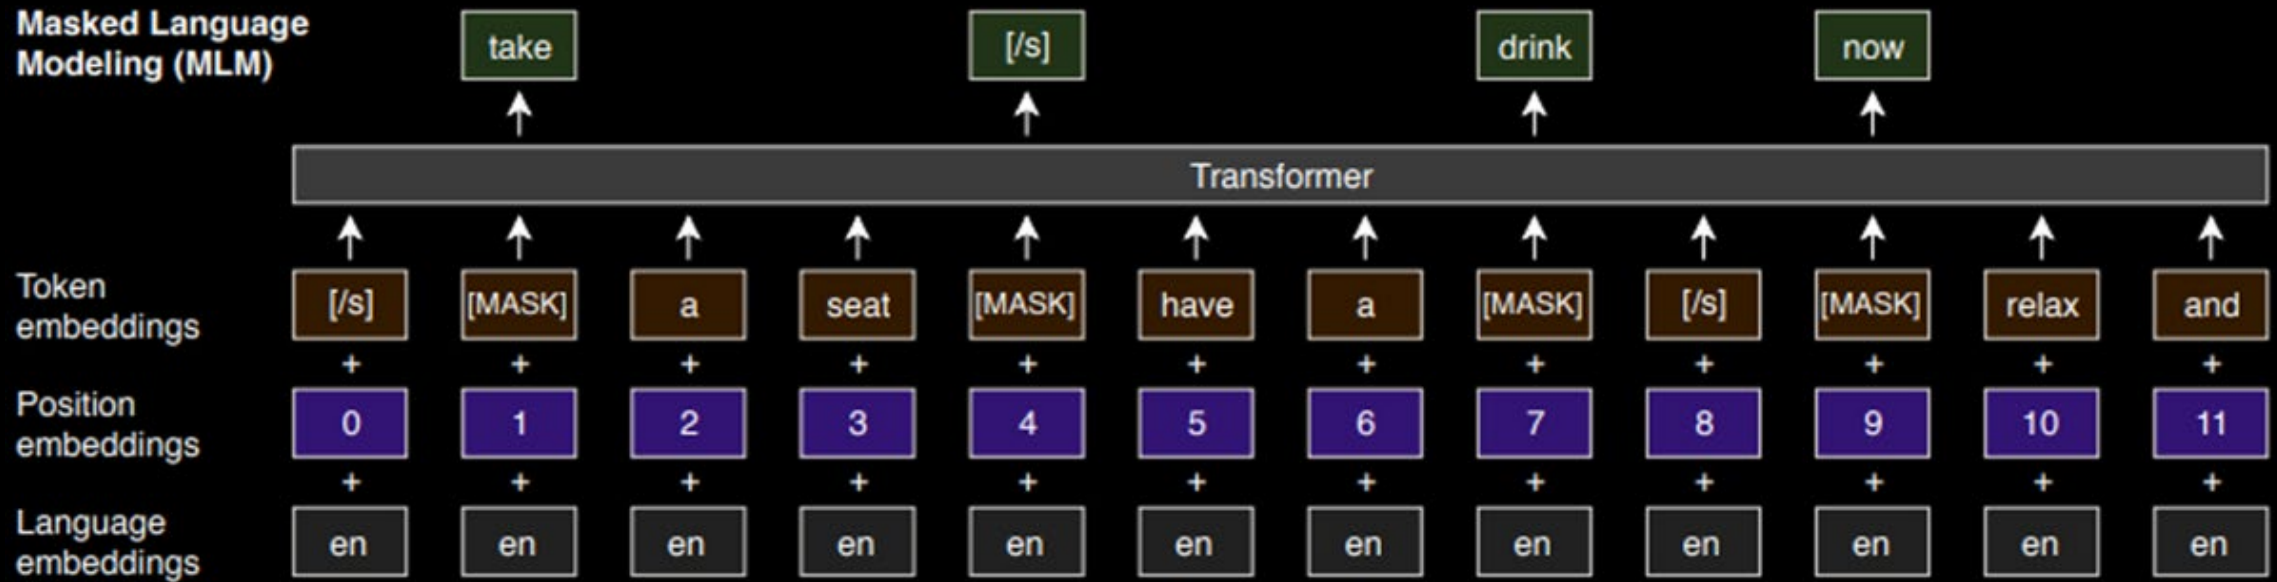 Masked Language
Modeling (MLM)
take [/s] drink now
Transformer
Token
embeddings
[/s] [MASK] a seat [MASK] have a [MASK] [/s] [MASK] relax and
+ + + + + + + + + + + +
Position
embeddings
0 1 2 3 4 5 6 7 8 9 10 11
+ + + + + + + + + + + +
Language
embeddings
en en en en en en en en en en en en